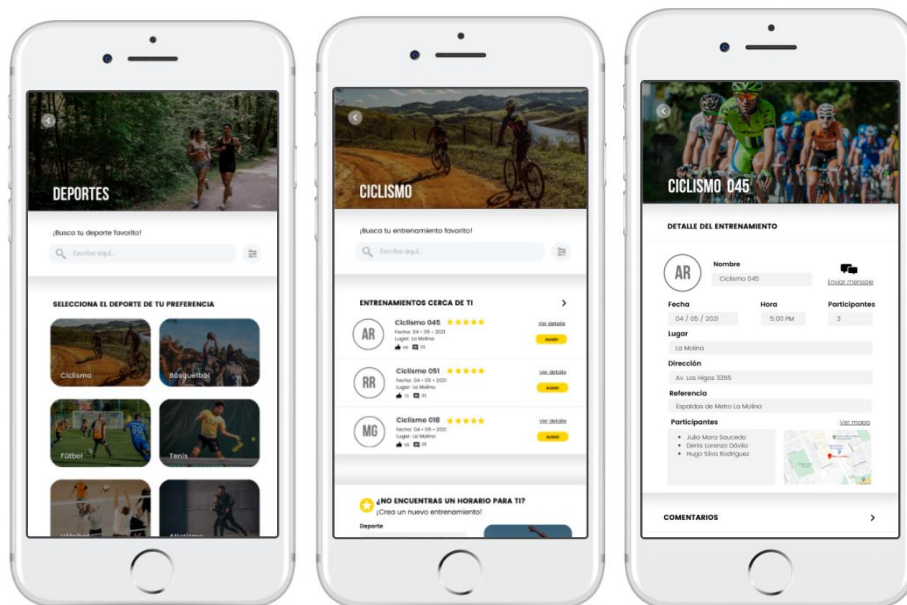 DEPORTES
¡Busca tu deporte favorito!
Escribe aquí...
SELECCIONA EL DEPORTE DE TU PREFERENCIA
Ciclismo
Básquetbol
Fútbol
Tenis
Vóleibol
Atletismo
CICLISMO
¡Busca tu entrenamiento favorito!
Escribe aquí...
ENTRENAMIENTOS CERCA DE TI
AR
Ciclismo 045
Ver detalle
Fecha: 04 • 05 • 2021
Lugar: La Molina
Asistir
RR
Ciclismo 051
Ver detalle
Fecha: 04 • 05 • 2021
Lugar: La Molina
Asistir
MG
Ciclismo 018
Ver detalle
Fecha: 04 • 05 • 2021
Lugar: La Molina
Asistir
¿NO ENCUENTRAS UN HORARIO PARA TI?
¡Crea un nuevo entrenamiento!
Deporte
CICLISMO 045
DETALLE DEL ENTRENAMIENTO
AR
Nombre
Ciclismo 045
Enviar mensaje
Fecha Hora Participantes
04 / 05 / 2021 5:00 PM 3
Lugar
La Molina
Dirección
Av. Los Higos 3355
Referencia
Espaldas de Metro La Molina
Participantes Ver mapa
• Julio Mora Saucedo
• Denis Lorenzo Dávila
• Hugo Silva Rodríguez
COMENTARIOS